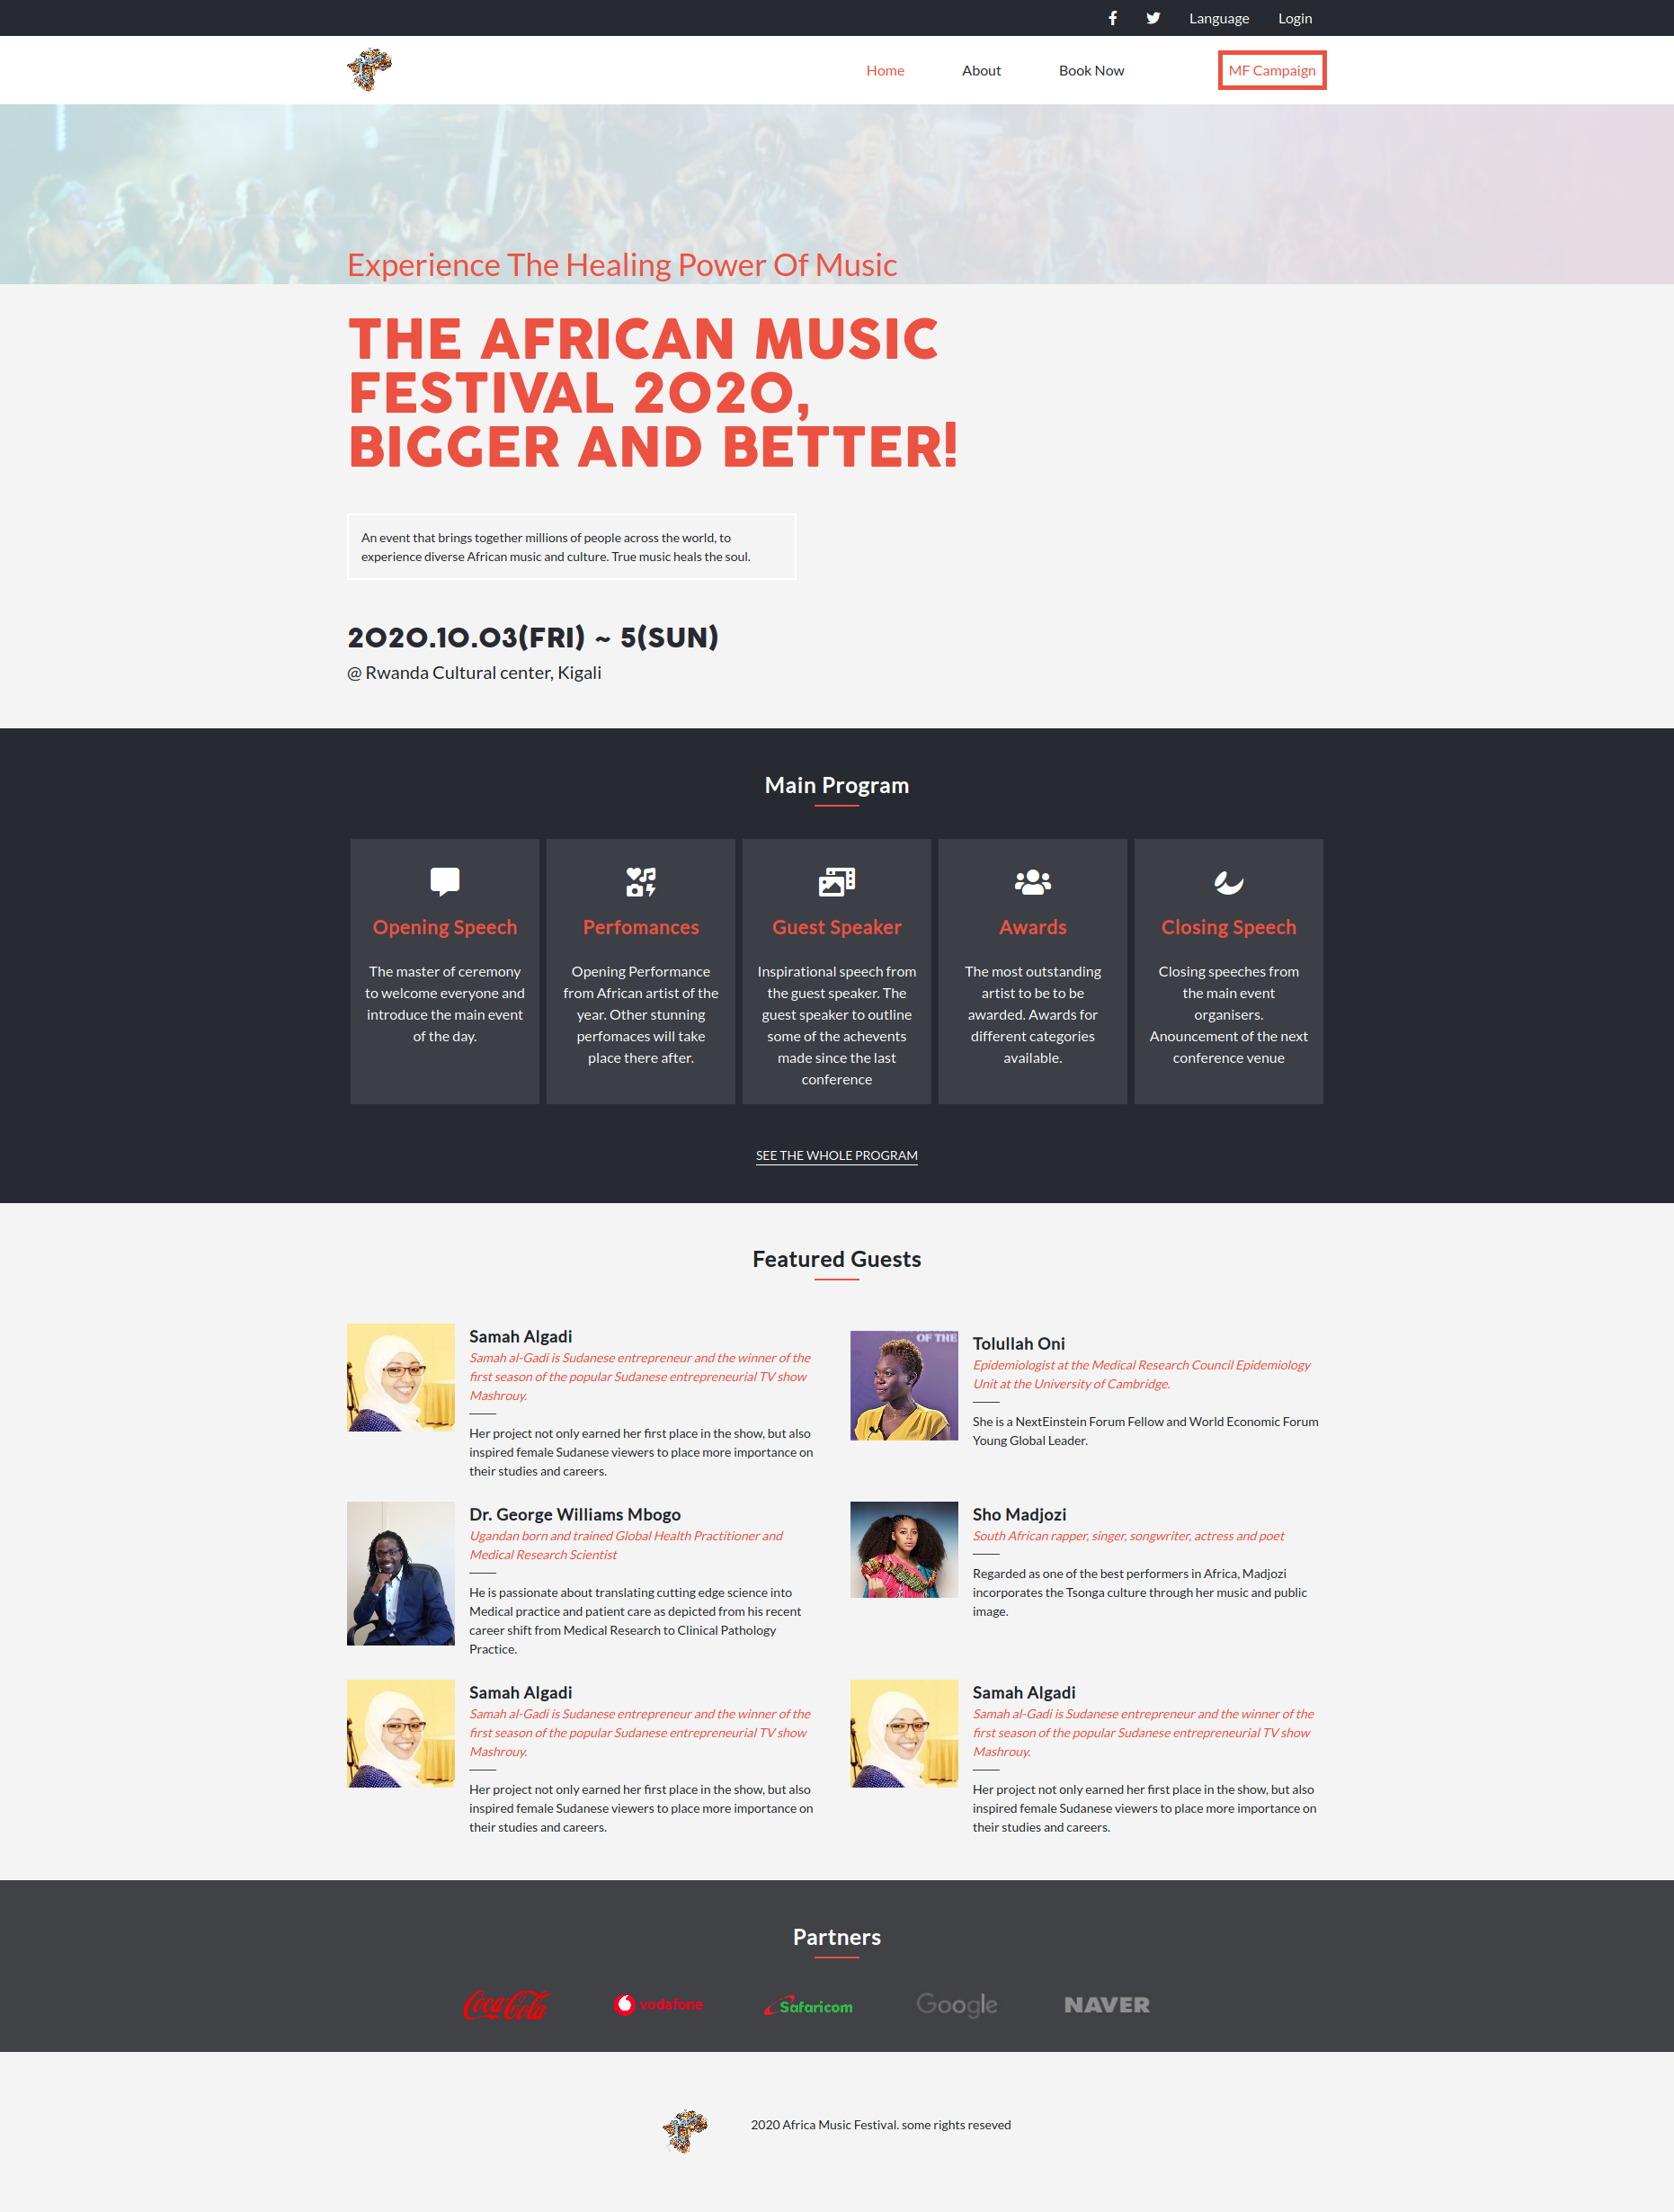 Language Login
Home About Book Now MF Campaign
Experience The Healing Power Of Music
THE AFRICAN MUSIC
FESTIVAL 2020,
BIGGER AND BETTER!
An event that brings together millions of people across the world, to
experience diverse African music and culture. True music heals the soul.
2020.10.03(FRI) ~ 5(SUN)
@ Rwanda Cultural center, Kigali
Main Program
Opening Speech
The master of ceremony
to welcome everyone and
introduce the main event
of the day.
Perfomances
Opening Performance
from African artist of the
year. Other stunning
perfomaces will take
place there after.
Guest Speaker
Inspirational speech from
the guest speaker. The
guest speaker to outline
some of the achevents
made since the last
conference
Awards
The most outstanding
artist to be to be
awarded. Awards for
different categories
available.
Closing Speech
Closing speeches from
the main event
organisers.
Anouncement of the next
conference venue
SEE THE WHOLE PROGRAM
Featured Guests
Samah Algadi
Samah al-Gadi is Sudanese entrepreneur and the winner of the
first season of the popular Sudanese entrepreneurial TV show
Mashrouy.
Her project not only earned her first place in the show, but also
inspired female Sudanese viewers to place more importance on
their studies and careers.
OF THE
Tolullah Oni
Epidemiologist at the Medical Research Council Epidemiology
Unit at the University of Cambridge.
She is a NextEinstein Forum Fellow and World Economic Forum
Young Global Leader.
Dr. George Williams Mbogo
Ugandan born and trained Global Health Practitioner and
Medical Research Scientist
He is passionate about translating cutting edge science into
Medical practice and patient care as depicted from his recent
career shift from Medical Research to Clinical Pathology
Practice.
Sho Madjozi
South African rapper, singer, songwriter, actress and poet
Regarded as one of the best performers in Africa, Madjozi
incorporates the Tsonga culture through her music and public
image.
Samah Algadi
Samah al-Gadi is Sudanese entrepreneur and the winner of the
first season of the popular Sudanese entrepreneurial TV show
Mashrouy.
Her project not only earned her first place in the show, but also
inspired female Sudanese viewers to place more importance on
their studies and careers.
Samah Algadi
Samah al-Gadi is Sudanese entrepreneur and the winner of the
first season of the popular Sudanese entrepreneurial TV show
Mashrouy.
Her project not only earned her first place in the show, but also
inspired female Sudanese viewers to place more importance on
their studies and careers.
Partners
Coca-Cola vodafone Safaricom Google NAVER
2020 Africa Music Festival. some rights reseved